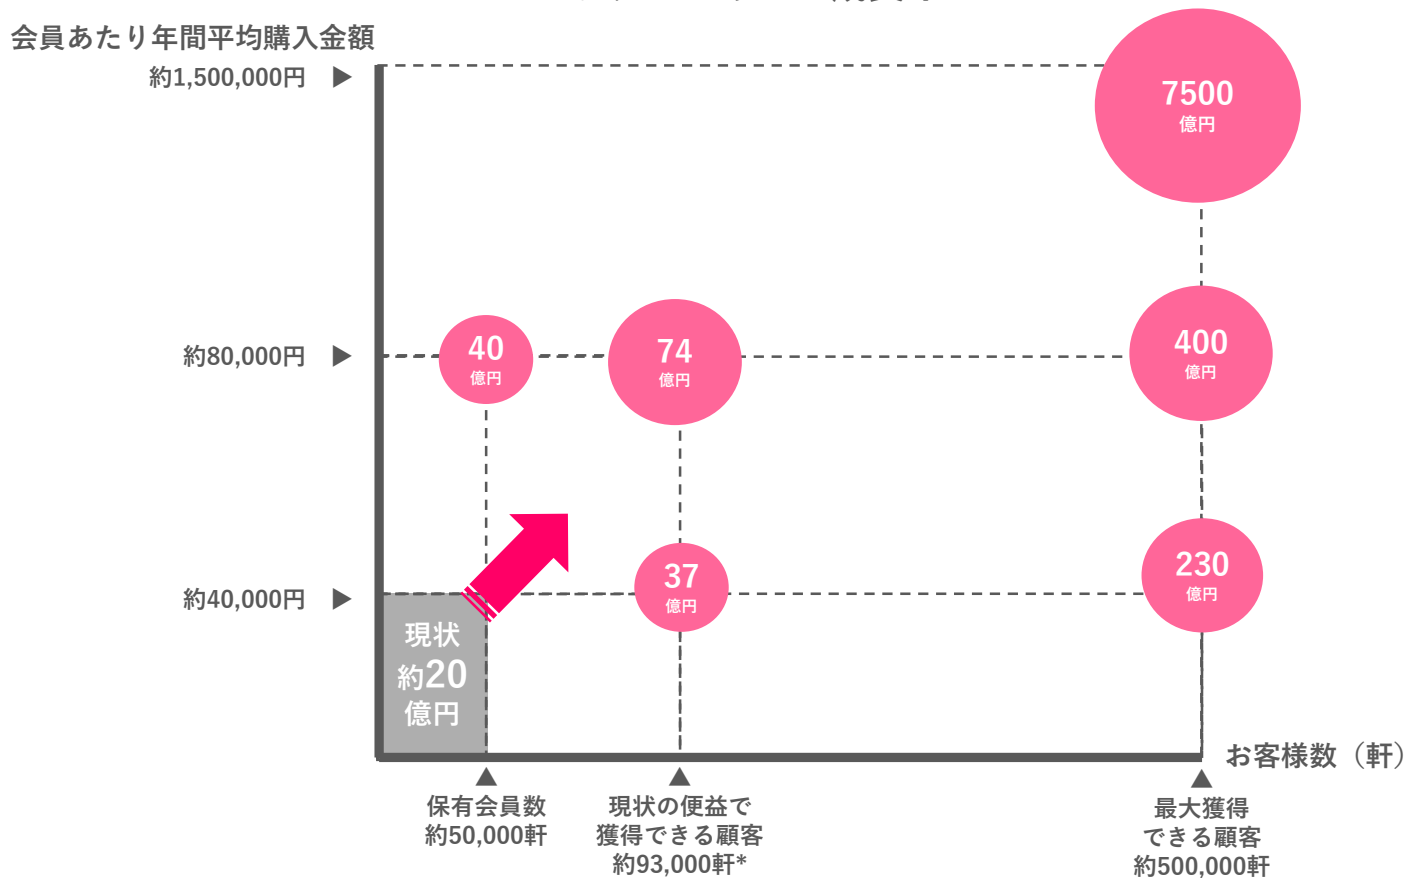 会員あたり年間平均購入金額
約1,500,000円 ▶
7500
億円
約80,000円 ▶
40
億円
74
億円
400
億円
約40,000円 ▶
37
億円
230
億円
現状
約20
億円
お客様数（軒）
▲
保有会員数
約50,000軒
▲
現状の便益で
獲得できる顧客
約93,000軒*
▲
最大獲得
できる顧客
約500,000軒